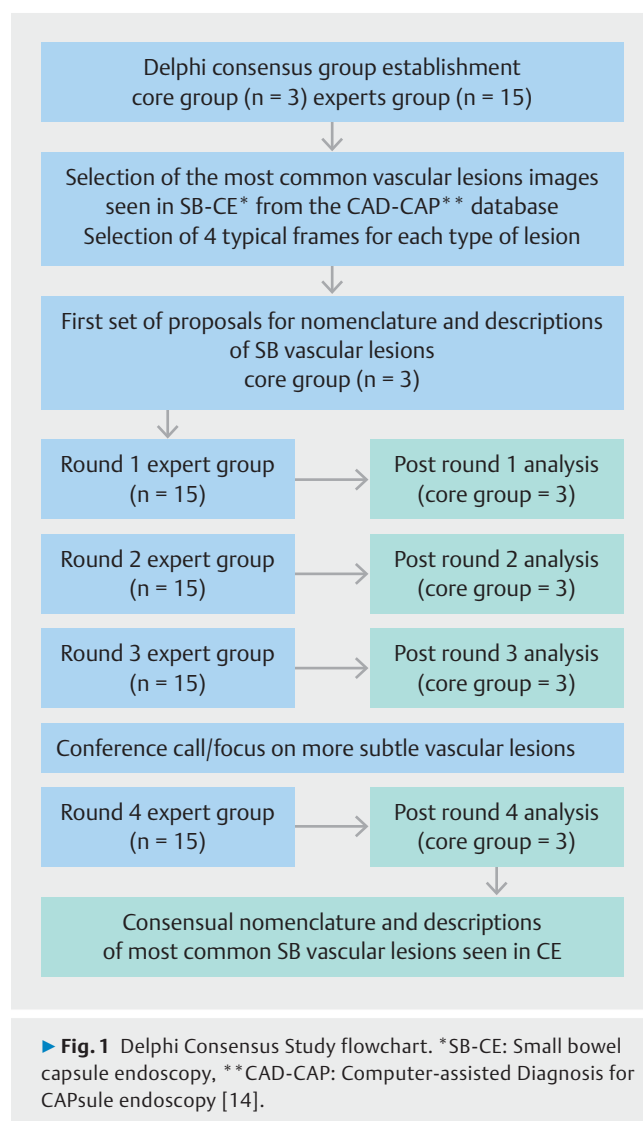 Delphi consensus group establishment
core group (n = 3) experts group (n = 15)
Selection of the most common vascular lesions images
seen in SB-CE* from the CAD-CAP** database
Selection of 4 typical frames for each type of lesion
First set of proposals for nomenclature and descriptions
of SB vascular lesions
core group (n = 3)
Round 1 expert group
(n = 15)
Post round 1 analysis
(core group = 3)
Round 2 expert group
(n = 15)
Post round 2 analysis
(core group = 3)
Round 3 expert group
(n = 15)
Post round 3 analysis
(core group = 3)
Conference call/focus on more subtle vascular lesions
Round 4 expert group
(n = 15)
Post round 4 analysis
(core group = 3)
Consensual nomenclature and descriptions
of most common SB vascular lesions seen in CE
▶ Fig. 1 Delphi Consensus Study flowchart. *SB-CE: Small bowel
capsule endoscopy, **CAD-CAP: Computer-assisted Diagnosis for
CAPsule endoscopy [14].